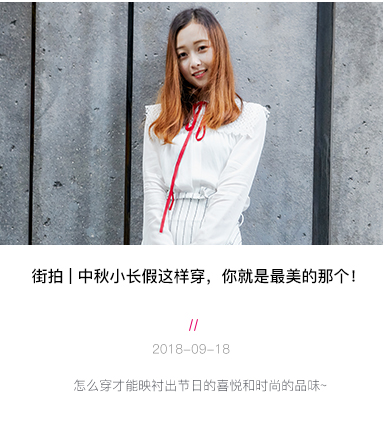 街拍 | 中秋小长假这样穿，你就是最美的那个！
//
2018-09-18
怎么穿才能映衬出节日的喜悦和时尚的品味~